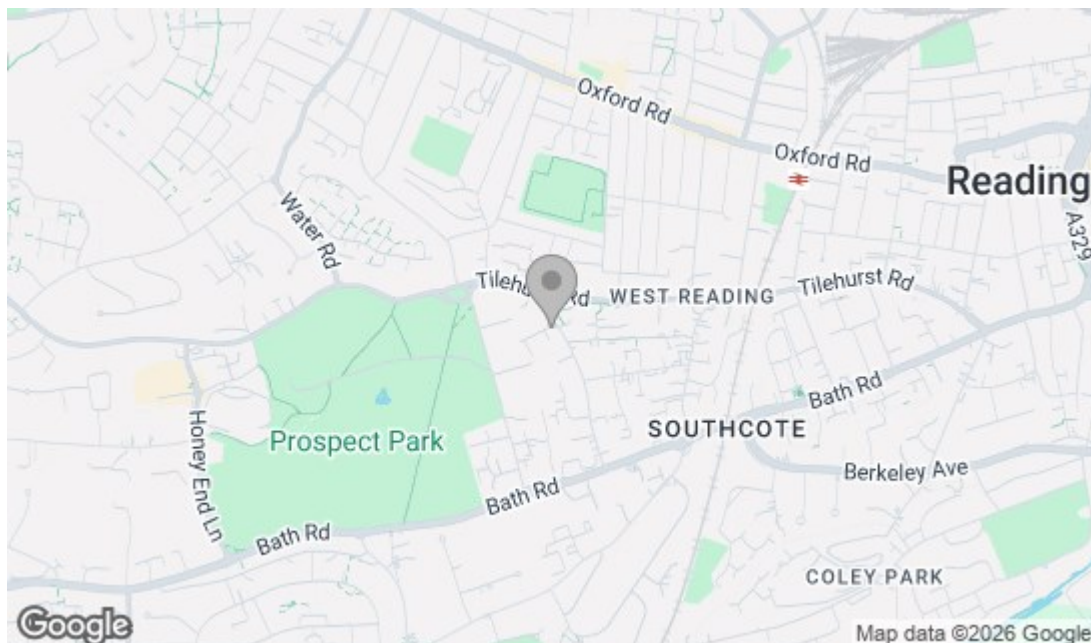 Oxford Rd
Oxford Rd
Reading
Water Rd
A329
Tilehurst Rd
WEST READING
Tilehurst Rd
Bath Rd
SOUTHCOTE
Prospect Park
Honey End Ln
Berkeley Ave
Bath Rd
Bath Rd
COLEY PARK
Google
Map data ©2026 Google